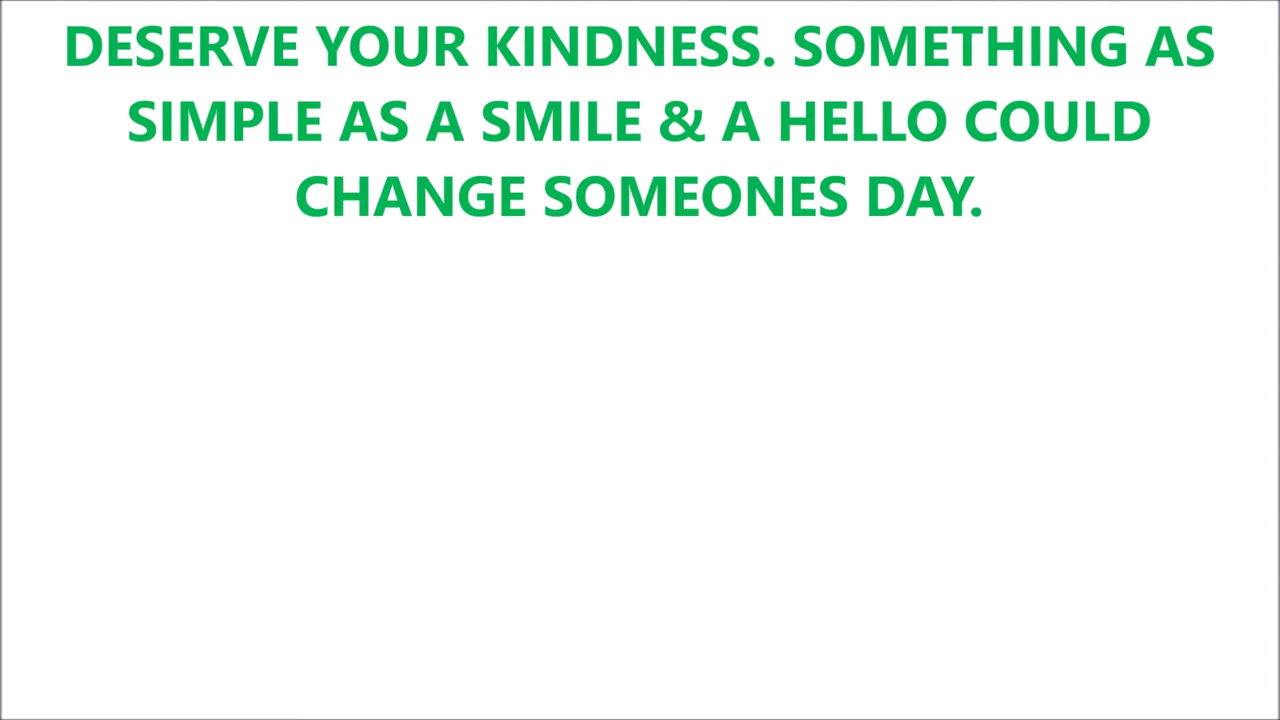 DESERVE YOUR KINDNESS. SOMETHING AS
SIMPLE AS A SMILE & A HELLO COULD
CHANGE SOMEONES DAY.